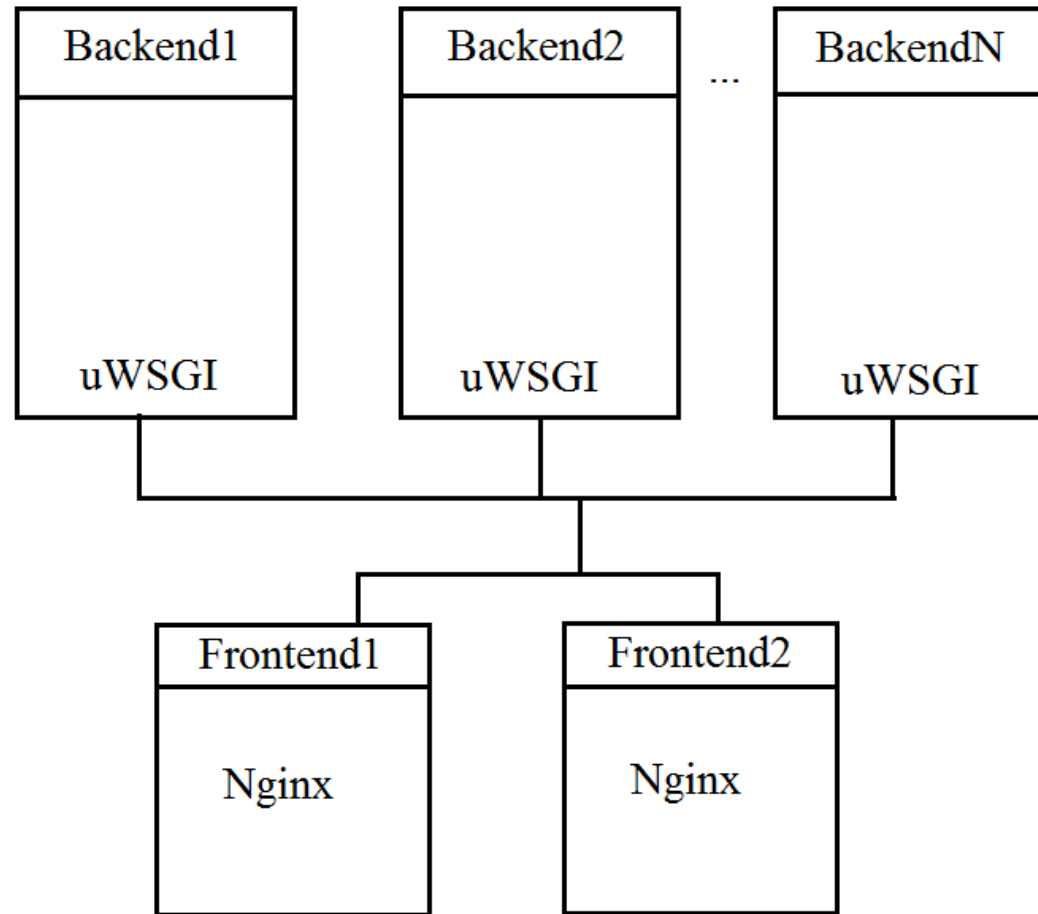 Backend1
Backend2
...
BackendN
uWSGI
uWSGI
uWSGI
Frontend1
Frontend2
Nginx
Nginx